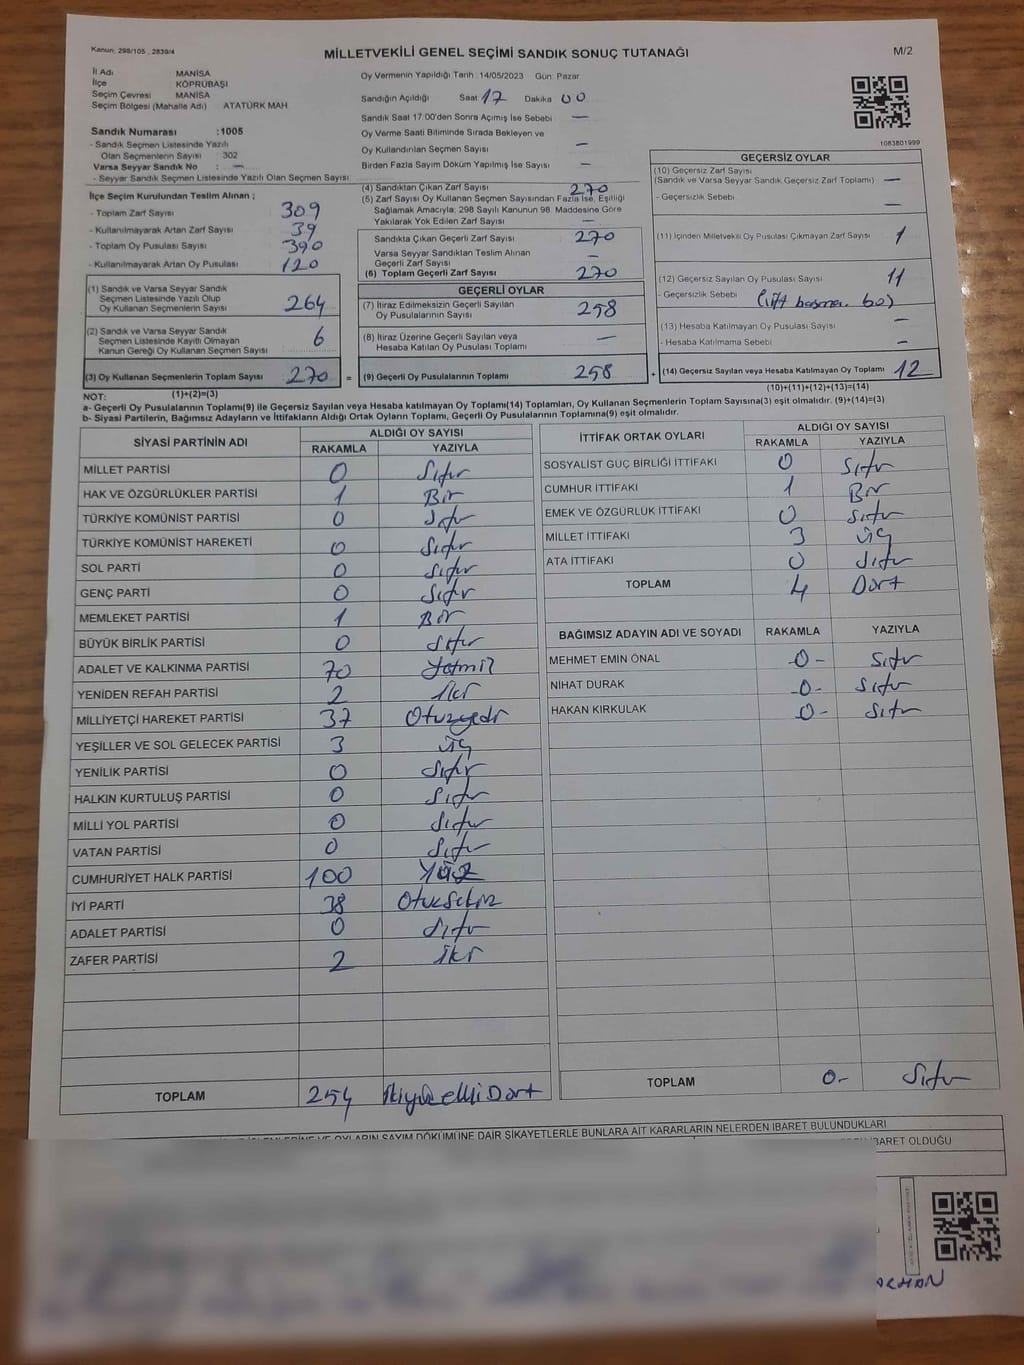 Kanun: 298/105 , 2839/4
MİLLETVEKİLİ GENEL SEÇİMİ SANDIK SONUÇ TUTANAĞI
M/2
İl Adı MANİSA
İlçe KÖPRÜBAŞI
Seçim Çevresi MANİSA
Seçim Bölgesi (Mahalle Adı) ATATÜRK MAH
Sandık Numarası :1005
- Sandık Seçmen Listesinde Yazılı
Olan Seçmenlerin Sayısı 302
Varsa Seyyar Sandık No : —
- Seyyar Sandık Seçmen Listesinde Yazılı Olan Seçmen Sayısı:
Oy Vermenin Yapıldığı Tarih :14/05/2023 Gün: Pazar
Sandığın Açıldığı Saat 17 Dakika 00
Sandık Saat 17.00'den Sonra Açımış İse Sebebi —
Oy Verme Saati Bitiminde Sırada Bekleyen ve
Oy Kullandırılan Seçmen Sayısı —
Birden Fazla Sayım Döküm Yapılmış İse Sayısı —
1083801999
İlçe Seçim Kurulundan Teslim Alınan ;
- Toplam Zarf Sayısı 309
- Kullanılmayarak Artan Zarf Sayısı 39
- Toplam Oy Pusulası Sayısı 390
- Kullanılmayarak Artan Oy Pusulası 120
(1) Sandık ve Varsa Seyyar Sandık
Seçmen Listesinde Yazılı Olup
Oy Kullanan Seçmenlerin Sayısı 264
(2) Sandık ve Varsa Seyyar Sandık
Seçmen Listesinde Kayıtlı Olmayan
Kanun Gereği Oy Kullanan Seçmen Sayısı 6
(3) Oy Kullanan Seçmenlerin Toplam Sayısı 270 =
(1)+(2)=(3)
(4) Sandıktan Çıkan Zarf Sayısı 270
(5) Zarf Sayısı Oy Kullanan Seçmen Sayısından Fazla İse, Eşitliği
Sağlamak Amacıyla; 298 Sayılı Kanunun 98. Maddesine Göre
Yakılarak Yok Edilen Zarf Sayısı —
Sandıkta Çıkan Geçerli Zarf Sayısı 270
Varsa Seyyar Sandıktan Teslim Alınan
Geçerli Zarf Sayısı —
(6) Toplam Geçerli Zarf Sayısı 270
GEÇERLİ OYLAR
(7) İtiraz Edilmeksizin Geçerli Sayılan
Oy Pusulalarının Sayısı 258
(8) İtiraz Üzerine Geçerli Sayılan veya
Hesaba Katılan Oy Pusulası Toplamı —
(9) Geçerli Oy Pusulalarının Toplamı 258 +
GEÇERSİZ OYLAR
(10) Geçersiz Zarf Sayısı
(Sandık ve Varsa Seyyar Sandık Geçersiz Zarf Toplamı) —
- Geçersizlik Sebebi —
(11) İçinden Milletvekili Oy Pusulası Çıkmayan Zarf Sayısı 1
(12) Geçersiz Sayılan Oy Pusulası Sayısı 11
- Geçersizlik Sebebi
(13) Hesaba Katılmayan Oy Pusulası Sayısı —
- Hesaba Katılmama Sebebi —
(14) Geçersiz Sayılan veya Hesaba Katılmayan Oy Toplamı 12
(10)+(11)+(12)+(13)=(14)
NOT:
a- Geçerli Oy Pusulalarının Toplamı(9) ile Geçersiz Sayılan veya Hesaba katılmayan Oy Toplamı(14) Toplamları, Oy Kullanan Seçmenlerin Toplam Sayısına(3) eşit olmalıdır. (9)+(14)=(3)
b- Siyasi Partilerin, Bağımsız Adayların ve İttifakların Aldığı Ortak Oyların Toplamı, Geçerli Oy Pusulalarının Toplamına(9) eşit olmalıdır.
SİYASİ PARTİNİN ADI ALDIĞI OY SAYISI
RAKAMLA YAZIYLA
MİLLET PARTİSİ 0 Sıfır
HAK VE ÖZGÜRLÜKLER PARTİSİ 1 Bir
TÜRKİYE KOMÜNİST PARTİSİ 0 Sıfır
TÜRKİYE KOMÜNİST HAREKETİ 0 Sıfır
SOL PARTİ 0 Sıfır
GENÇ PARTİ 0 Sıfır
MEMLEKET PARTİSİ 1 Bir
BÜYÜK BİRLİK PARTİSİ 0 Sıfır
ADALET VE KALKINMA PARTİSİ 70 Yetmiş
YENİDEN REFAH PARTİSİ 2 İki
MİLLİYETÇİ HAREKET PARTİSİ 37 Otuzyedi
YEŞİLLER VE SOL GELECEK PARTİSİ 3 üç
YENİLİK PARTİSİ 0 Sıfır
HALKIN KURTULUŞ PARTİSİ 0 Sıfır
MİLLİ YOL PARTİSİ 0 Sıfır
VATAN PARTİSİ 0 Sıfır
CUMHURİYET HALK PARTİSİ 100 Yüz
İYİ PARTİ 38 Otuzsekiz
ADALET PARTİSİ 0 Sıfır
ZAFER PARTİSİ 2 İki
TOPLAM 254 İkiyüzelliDört
İTTİFAK ORTAK OYLARI ALDIĞI OY SAYISI
RAKAMLA YAZIYLA
SOSYALİST GÜÇ BİRLİĞİ İTTİFAKI 0 Sıfır
CUMHUR İTTİFAKI 1 Bir
EMEK VE ÖZGÜRLÜK İTTİFAKI 0 Sıfır
MİLLET İTTİFAKI 3 üç
ATA İTTİFAKI 0 Sıfır
TOPLAM 4 Dört
BAĞIMSIZ ADAYIN ADI VE SOYADI RAKAMLA YAZIYLA
MEHMET EMİN ÖNAL -0- Sıfır
NİHAT DURAK -0- Sıfır
HAKAN KIRKULAK -0- Sıfır
TOPLAM 0- Sıfır
OYLARIN SAYIM DÖKÜMÜNE DAİR ŞİKAYETLERLE BUNLARA AİT KARARLARIN NELERDEN İBARET BULUNDUKLARI
İBARET OLDUĞU